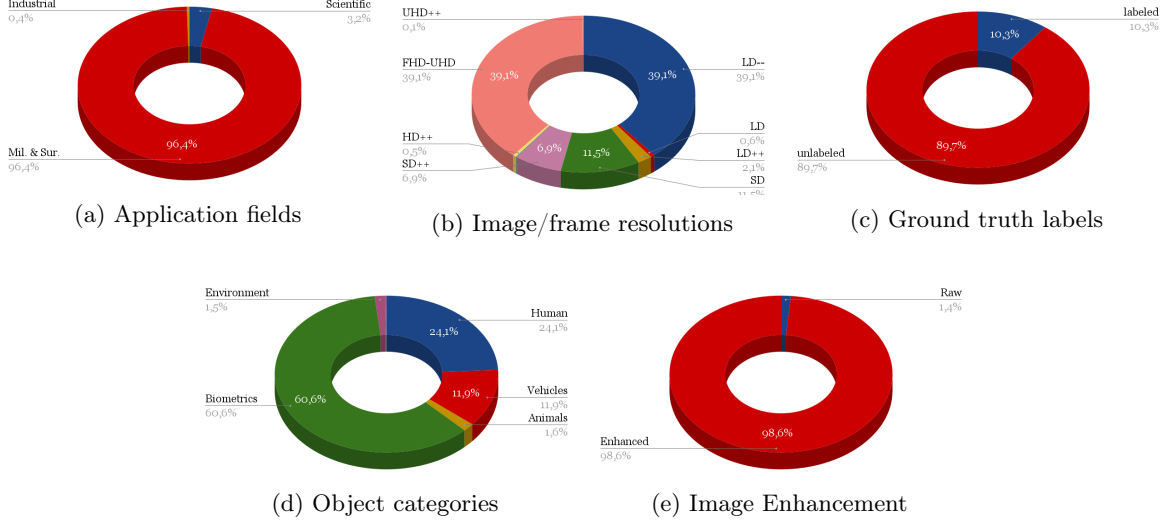 Industrial
0,4%
Scientific
3,2%
96,4%
Mil. & Sur.
96,4%
(a) Application fields
UHD++
0,1%
FHD-UHD
39,1%
39,1%
39,1%
LD--
39,1%
LD
0,6%
LD++
2,1%
SD
11,5%
HD++
0,5%
SD++
6,9%
6,9%
11,5%
(b) Image/frame resolutions
labeled
10,3%
10,3%
unlabeled
89,7%
89,7%
(c) Ground truth labels
Environment
1,5%
Human
24,1%
24,1%
Vehicles
11,9%
11,9%
Animals
1,6%
Biometrics
60,6%
60,6%
(d) Object categories
Raw
1,4%
Enhanced
98,6%
98,6%
(e) Image Enhancement